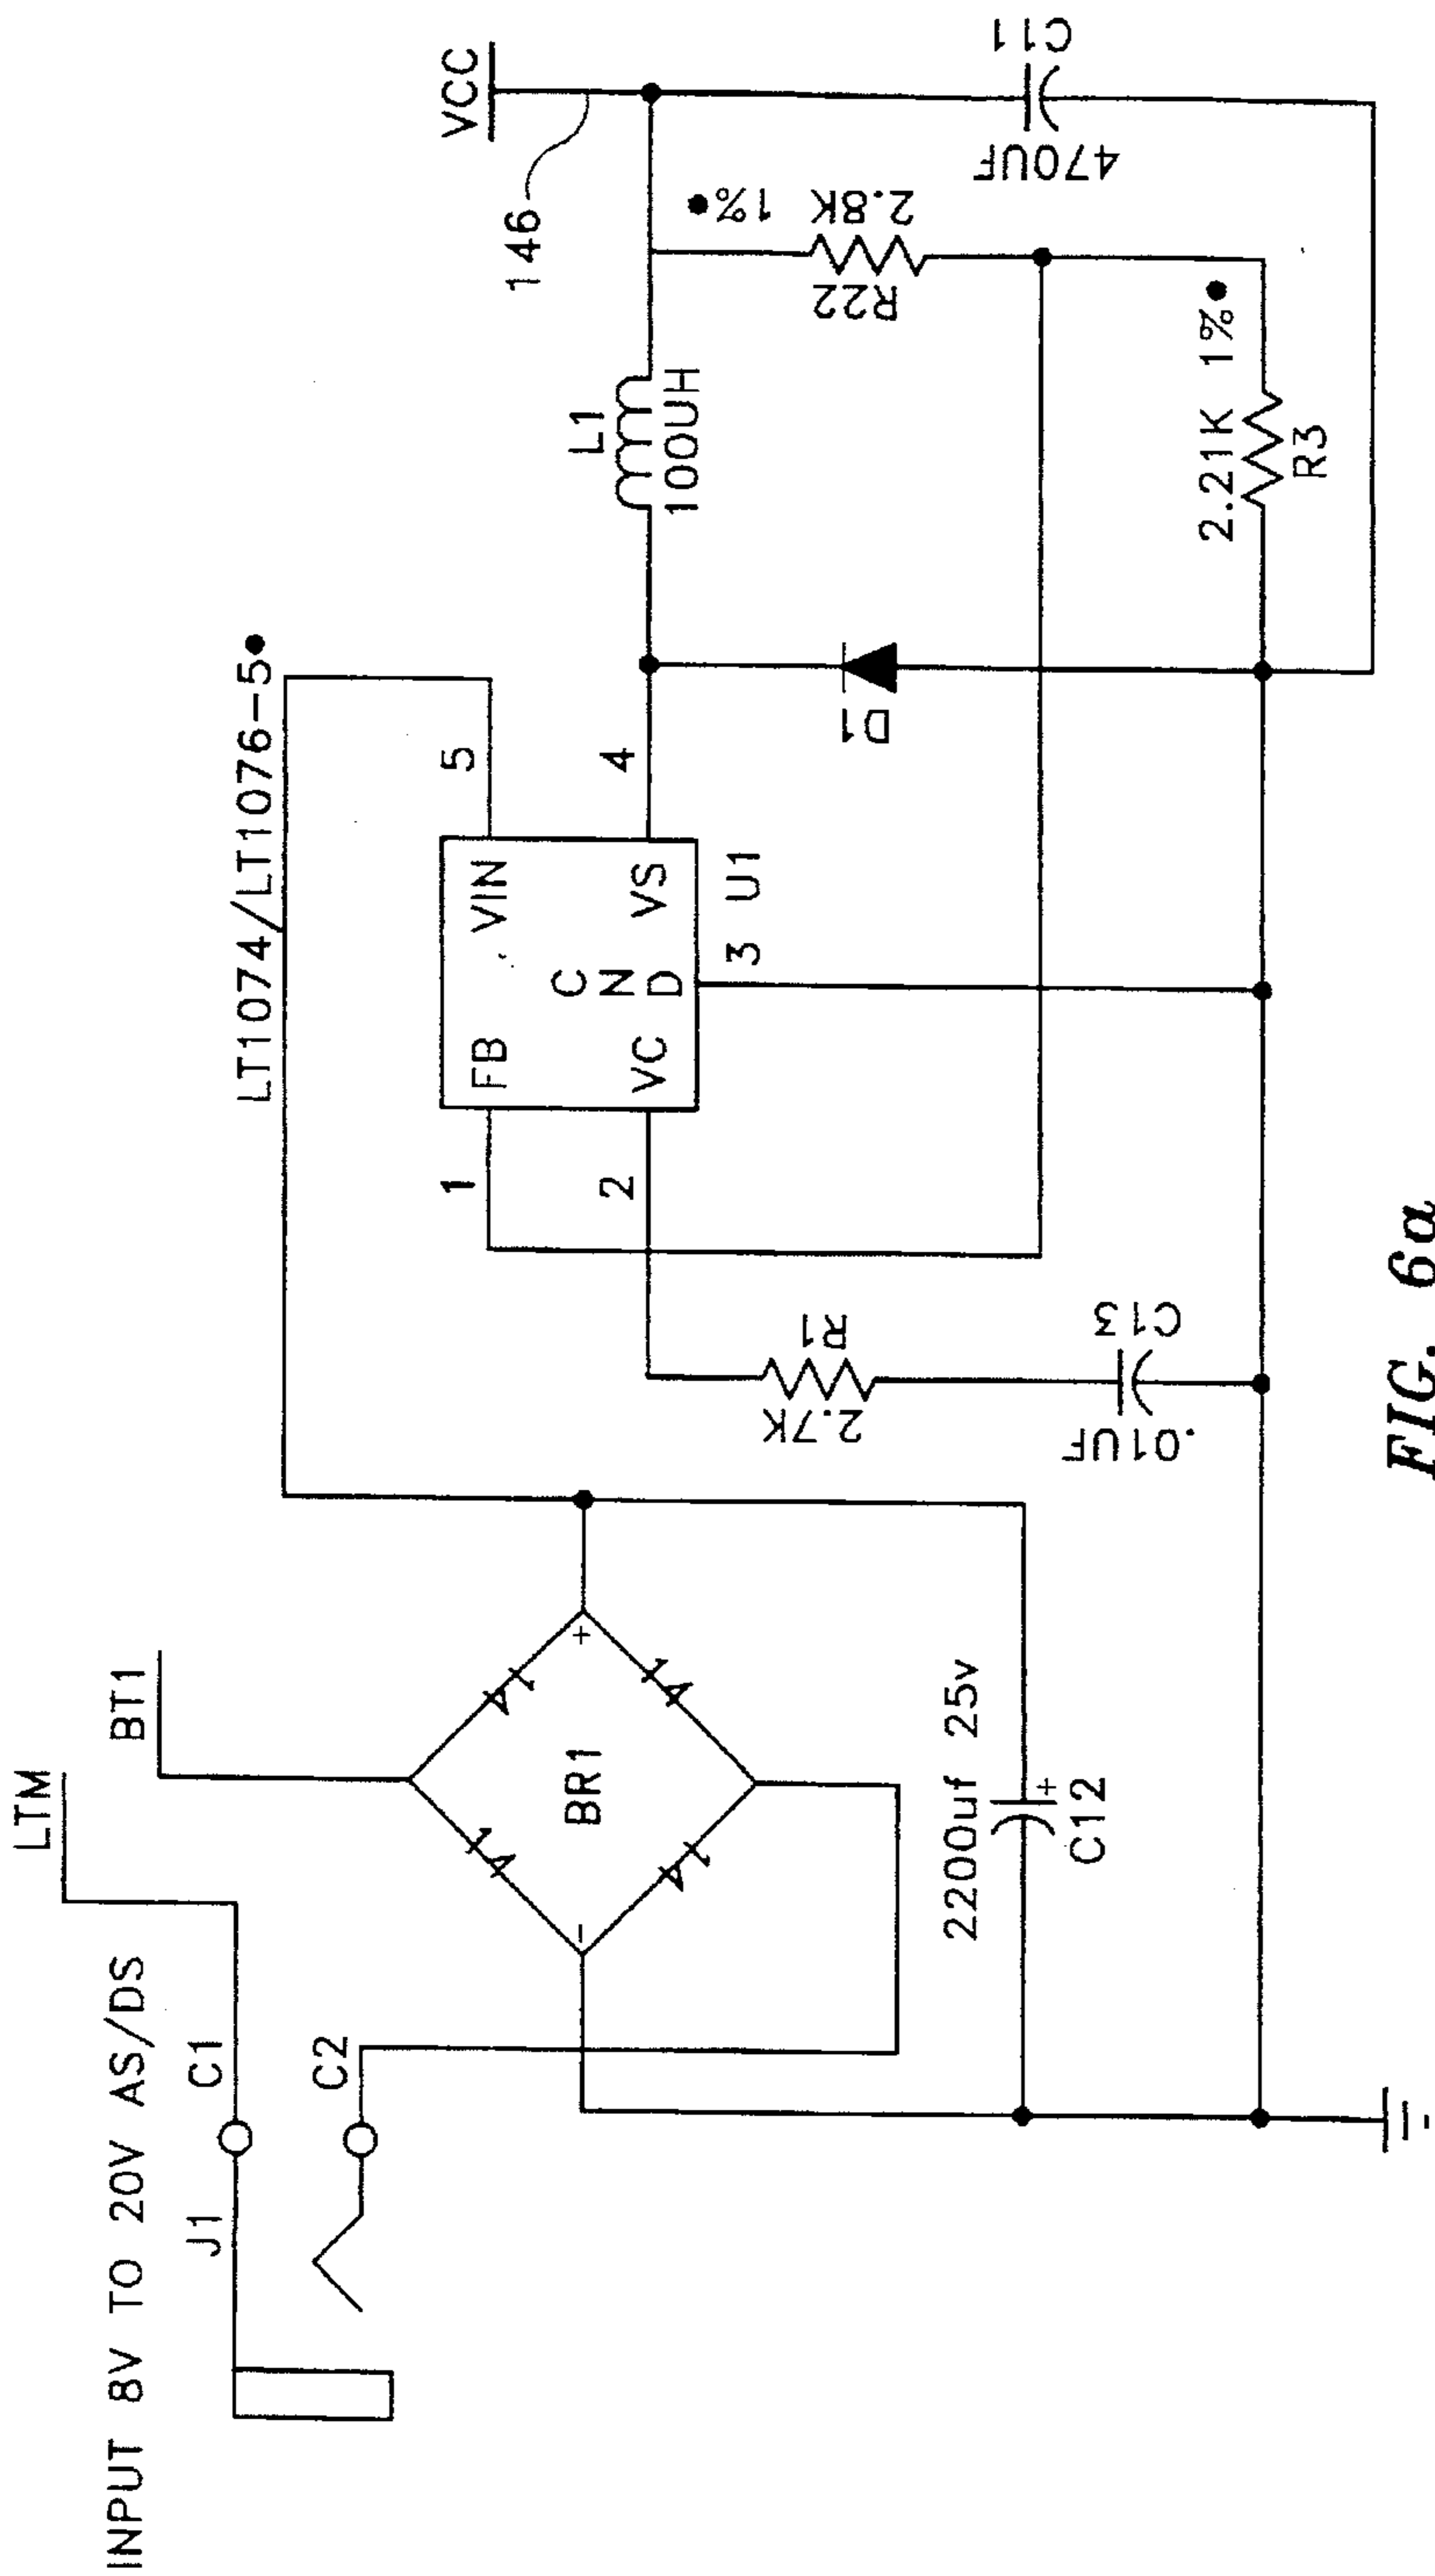 INPUT 8V TO 20V AS/DS
LTM
J1
C1
C2
BT1
BR1
+
-
2200uf 25v
+
C12
LT1074/LT1076-5•
1
FB
VIN
5
2
VC
CND
VS
4
3
U1
R1
2.7K
C13
.01UF
D1
L1
100UH
VCC
146
1%•
2.8K
R22
2.21K 1%•
R3
C11
470UF
FIG. 6a